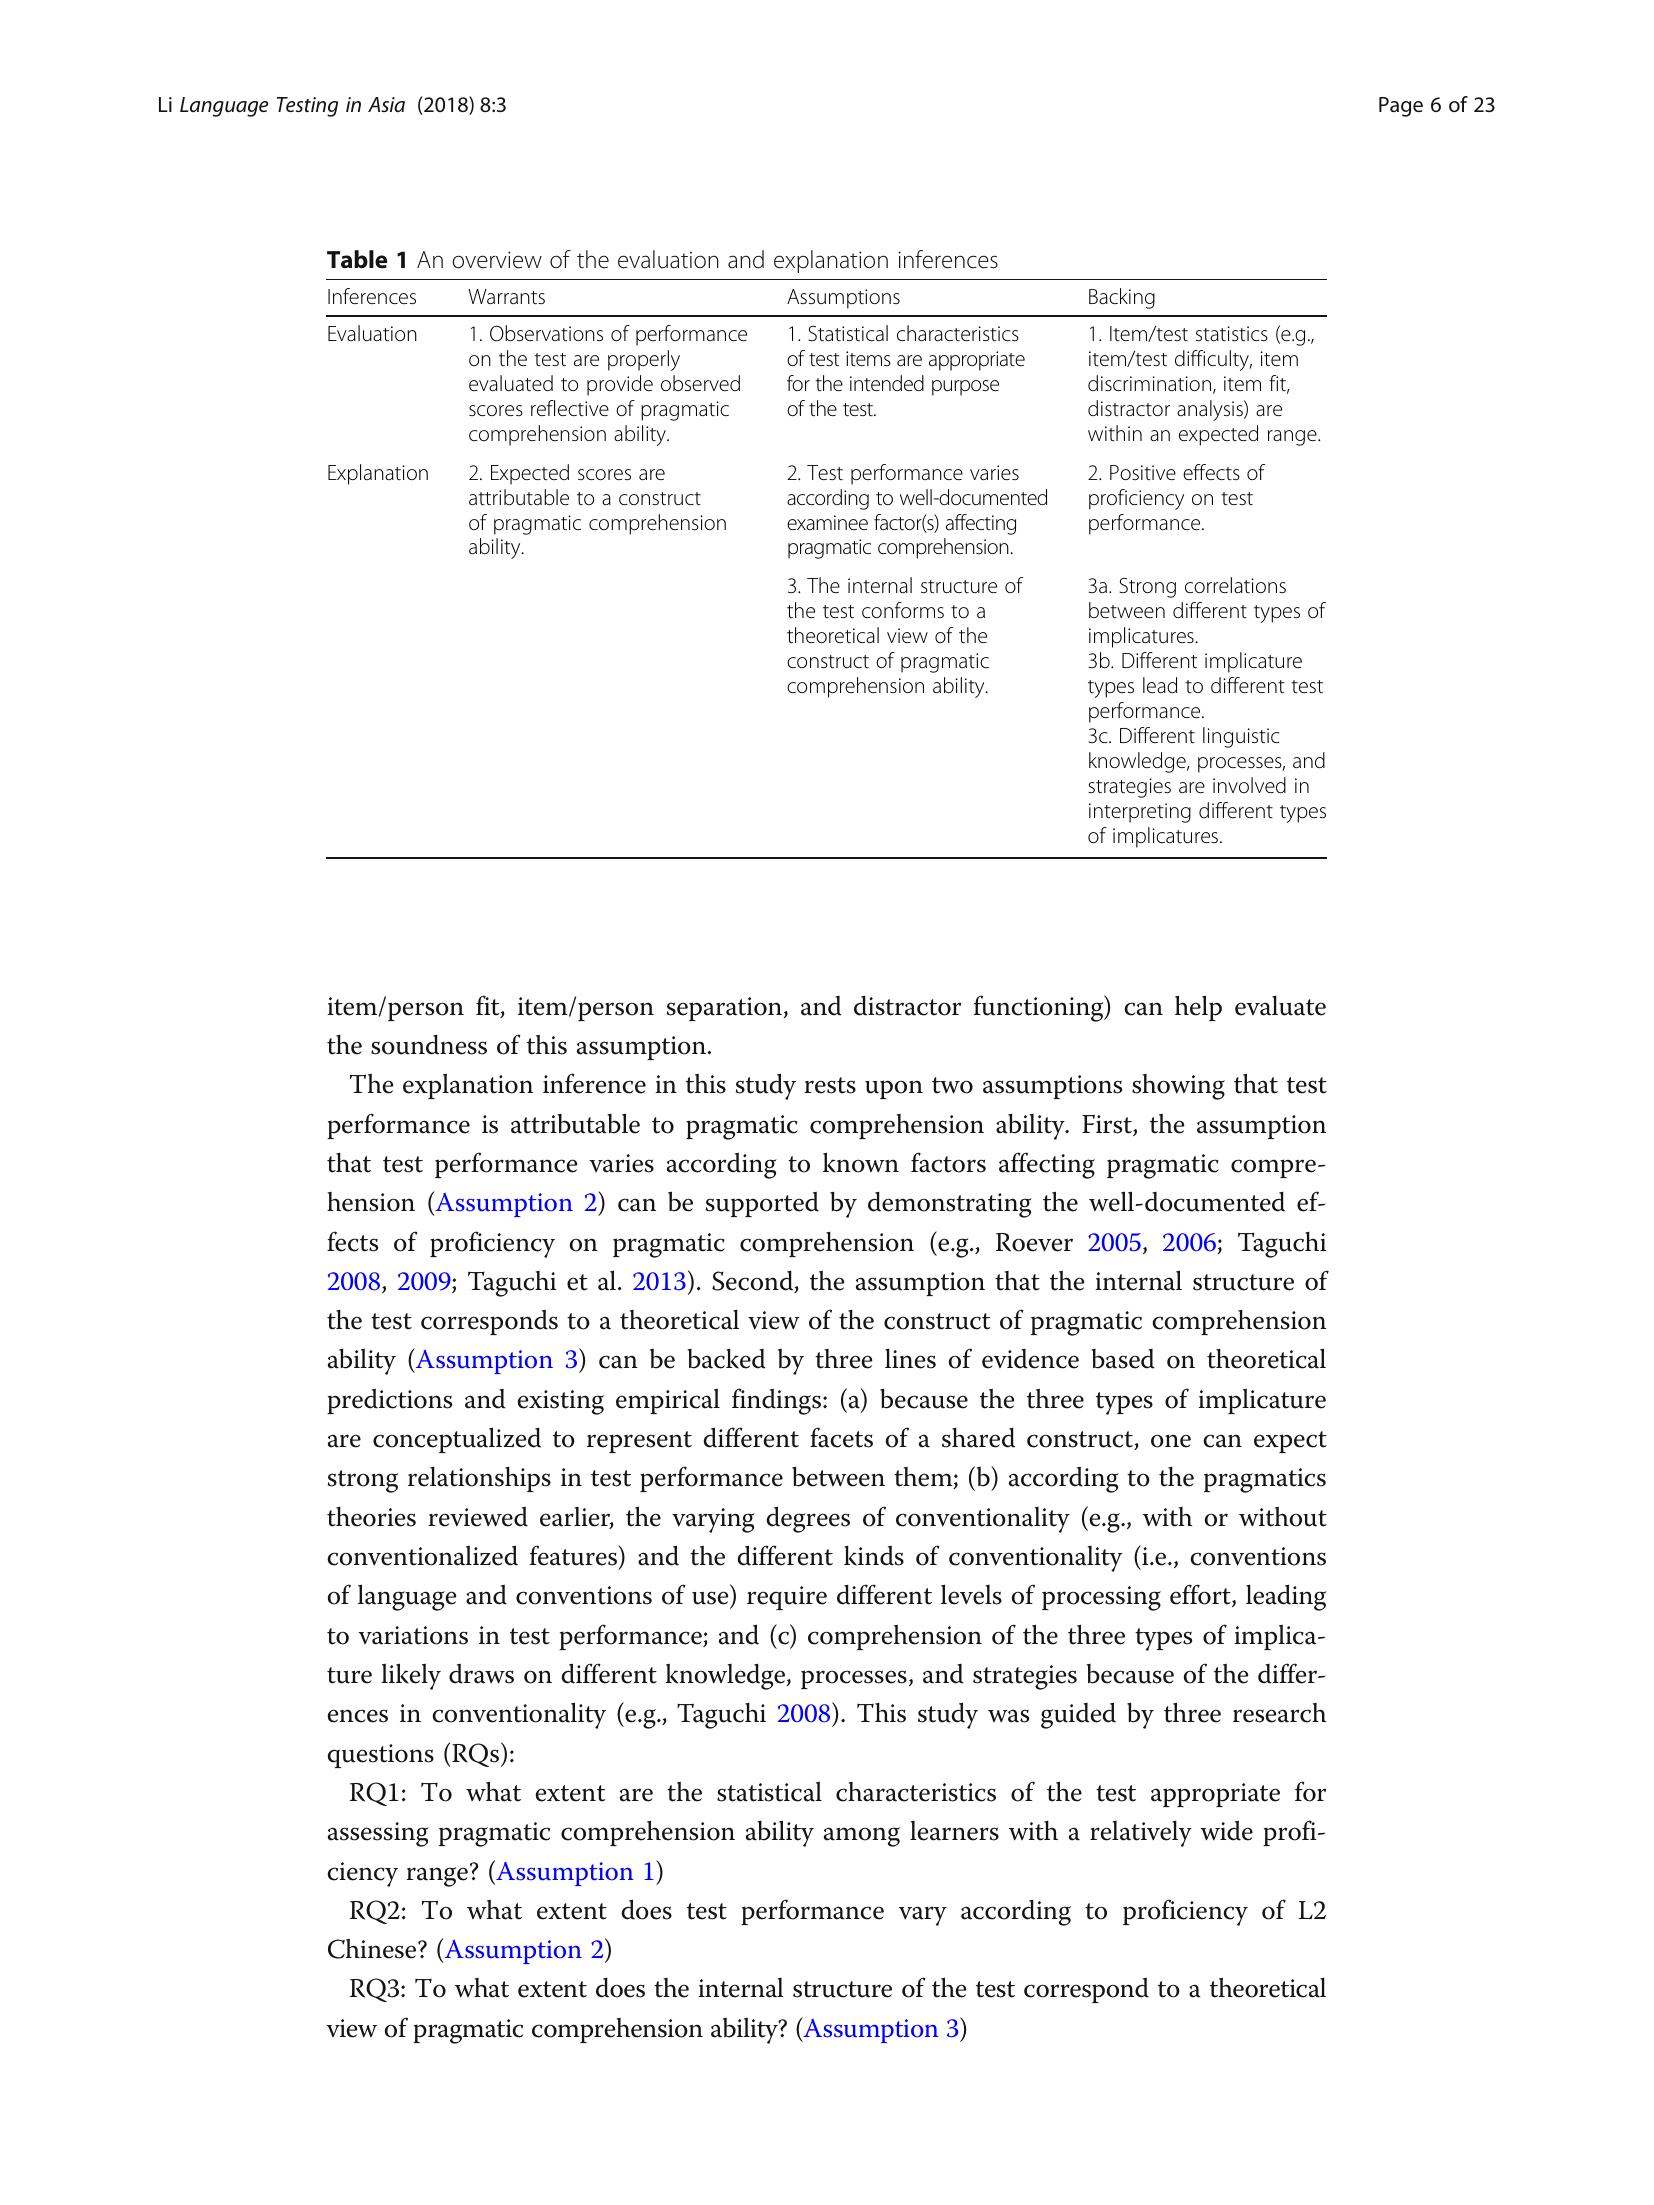 Li Language Testing in Asia (2018) 8:3
Page 6 of 23
Table 1 An overview of the evaluation and explanation inferences
Inferences Warrants Assumptions Backing
Evaluation
1. Observations of performance
on the test are properly
evaluated to provide observed
scores reflective of pragmatic
comprehension ability.
1. Statistical characteristics
of test items are appropriate
for the intended purpose
of the test.
1. Item/test statistics (e.g.,
item/test difficulty, item
discrimination, item fit,
distractor analysis) are
within an expected range.
Explanation
2. Expected scores are
attributable to a construct
of pragmatic comprehension
ability.
2. Test performance varies
according to well-documented
examinee factor(s) affecting
pragmatic comprehension.
2. Positive effects of
proficiency on test
performance.
3. The internal structure of
the test conforms to a
theoretical view of the
construct of pragmatic
comprehension ability.
3a. Strong correlations
between different types of
implicatures.
3b. Different implicature
types lead to different test
performance.
3c. Different linguistic
knowledge, processes, and
strategies are involved in
interpreting different types
of implicatures.
item/person fit, item/person separation, and distractor functioning) can help evaluate
the soundness of this assumption.
The explanation inference in this study rests upon two assumptions showing that test
performance is attributable to pragmatic comprehension ability. First, the assumption
that test performance varies according to known factors affecting pragmatic compre-
hension (Assumption 2) can be supported by demonstrating the well-documented ef-
fects of proficiency on pragmatic comprehension (e.g., Roever 2005, 2006; Taguchi
2008, 2009; Taguchi et al. 2013). Second, the assumption that the internal structure of
the test corresponds to a theoretical view of the construct of pragmatic comprehension
ability (Assumption 3) can be backed by three lines of evidence based on theoretical
predictions and existing empirical findings: (a) because the three types of implicature
are conceptualized to represent different facets of a shared construct, one can expect
strong relationships in test performance between them; (b) according to the pragmatics
theories reviewed earlier, the varying degrees of conventionality (e.g., with or without
conventionalized features) and the different kinds of conventionality (i.e., conventions
of language and conventions of use) require different levels of processing effort, leading
to variations in test performance; and (c) comprehension of the three types of implica-
ture likely draws on different knowledge, processes, and strategies because of the differ-
ences in conventionality (e.g., Taguchi 2008). This study was guided by three research
questions (RQs):
RQ1: To what extent are the statistical characteristics of the test appropriate for
assessing pragmatic comprehension ability among learners with a relatively wide profi-
ciency range? (Assumption 1)
RQ2: To what extent does test performance vary according to proficiency of L2
Chinese? (Assumption 2)
RQ3: To what extent does the internal structure of the test correspond to a theoretical
view of pragmatic comprehension ability? (Assumption 3)